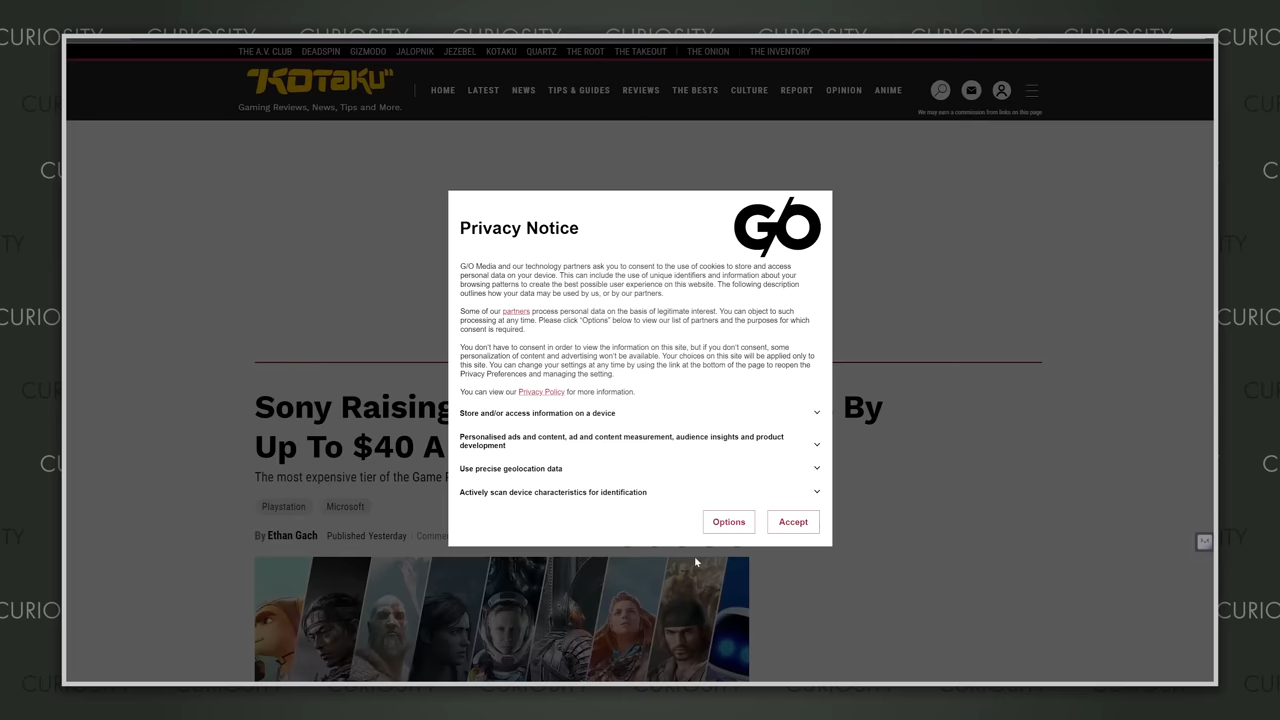 CURIOSITY CURIOSITY CURIOSITY CURIOSITY CURIOSITY CURIOSITY CURIOSITY CURIOSITY
THE A.V. CLUB DEADSPIN GIZMODO JALOPNIK JEZEBEL KOTAKU QUARTZ THE ROOT THE TAKEOUT THE ONION THE INVENTORY
KOTAKU
HOME LATEST NEWS TIPS & GUIDES REVIEWS THE BESTS CULTURE REPORT OPINION ANIME
Gaming Reviews, News, Tips and More.
We may earn a commission from links on this page
Privacy Notice
G/O
G/O Media and our technology partners ask you to consent to the use of cookies to store and access
personal data on your device. This can include the use of unique identifiers and information about your
browsing patterns to create the best possible user experience on this website. The following description
outlines how your data may be used by us, or by our partners.
Some of our partners process personal data on the basis of legitimate interest. You can object to such
processing at any time. Please click "Options" below to view our list of partners and the purposes for which
consent is required.
You don't have to consent in order to view the information on this site, but if you don't consent, some
personalization of content and advertising won't be available. Your choices on this site will be applied only to
this site. You can change your settings at any time by using the link at the bottom of the page to reopen the
Privacy Preferences and managing the setting.
You can view our Privacy Policy for more information.
Store and/or access information on a device
Personalised ads and content, ad and content measurement, audience insights and product
development
Use precise geolocation data
Actively scan device characteristics for identification
Options Accept
Sony Raising By
Up To $40 A
The most expensive tier of the Game
Playstation Microsoft
By Ethan Gach Published Yesterday